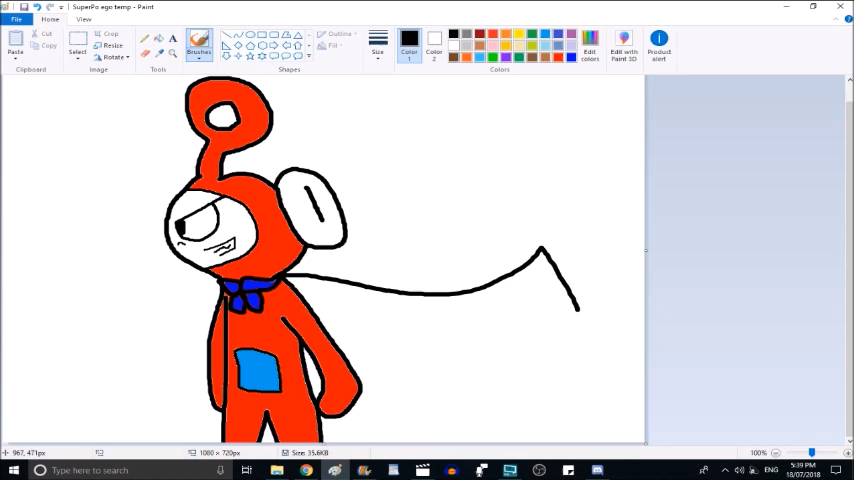 SuperPo ego temp - Paint
File Home View
Paste
Cut
Copy
Clipboard
Select
Crop
Resize
Rotate
Image
A
Tools
Brushes
Outline
Fill
Shapes
Size
Color 1
Color 2
Edit colors
Colors
Edit with Paint 3D
Product alert
967, 471px
1080 × 720px
Size: 35.6KB
100%
Type here to search
ENG
5:39 PM
18/07/2018